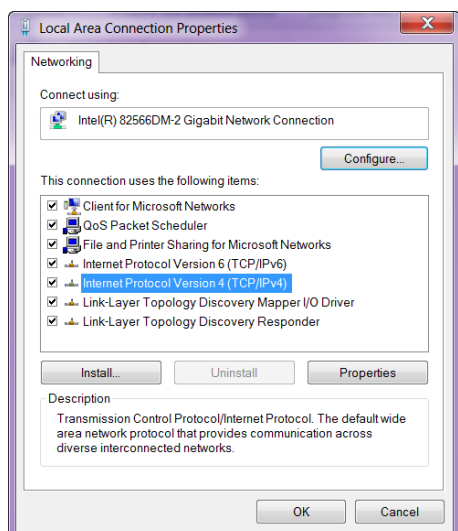 Local Area Connection Properties
Networking
Connect using:
Intel(R) 82566DM-2 Gigabit Network Connection
Configure...
This connection uses the following items:
Client for Microsoft Networks
QoS Packet Scheduler
File and Printer Sharing for Microsoft Networks
Internet Protocol Version 6 (TCP/IPv6)
Internet Protocol Version 4 (TCP/IPv4)
Link-Layer Topology Discovery Mapper I/O Driver
Link-Layer Topology Discovery Responder
Install...
Uninstall
Properties
Description
Transmission Control Protocol/Internet Protocol. The default wide
area network protocol that provides communication across
diverse interconnected networks.
OK
Cancel